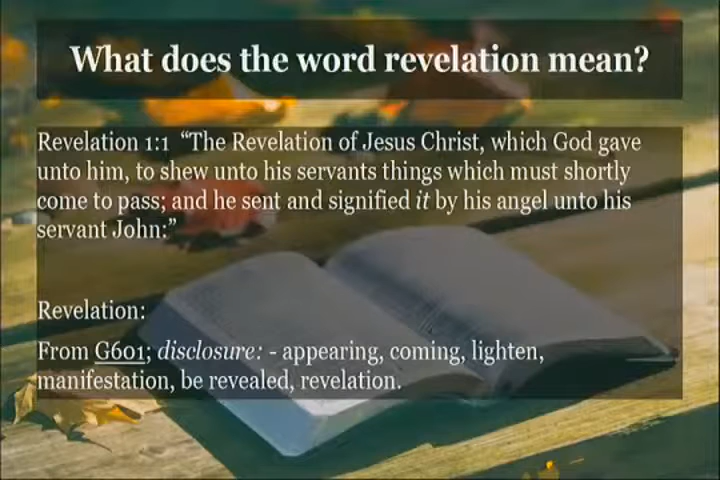 What does the word revelation mean?
Revelation 1:1 “The Revelation of Jesus Christ, which God gave
unto him, to shew unto his servants things which must shortly
come to pass; and he sent and signified it by his angel unto his
servant John:”
Revelation:
From G601; disclosure: - appearing, coming, lighten,
manifestation, be revealed, revelation.